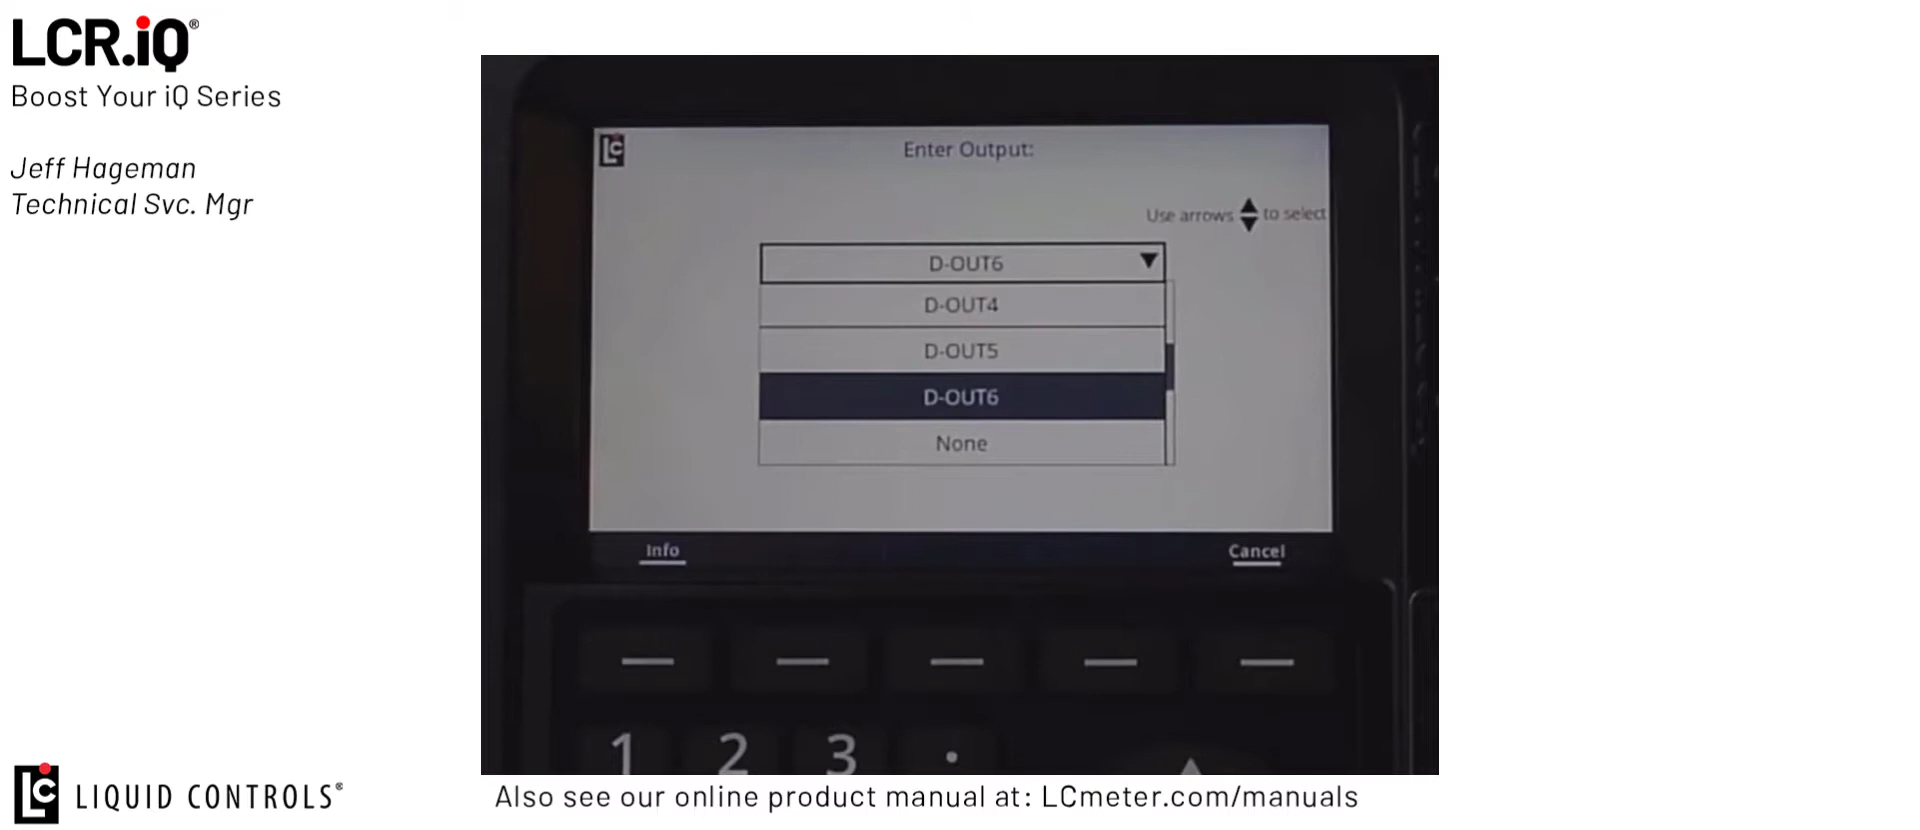 LCR.iQ®
Boost Your iQ Series
Jeff Hageman
Technical Svc. Mgr
LC
Enter Output:
Use arrows to select
D-OUT6
D-OUT4
D-OUT5
D-OUT6
None
Info
Cancel
1 2 3 .
LC LIQUID CONTROLS®
Also see our online product manual at: LCmeter.com/manuals